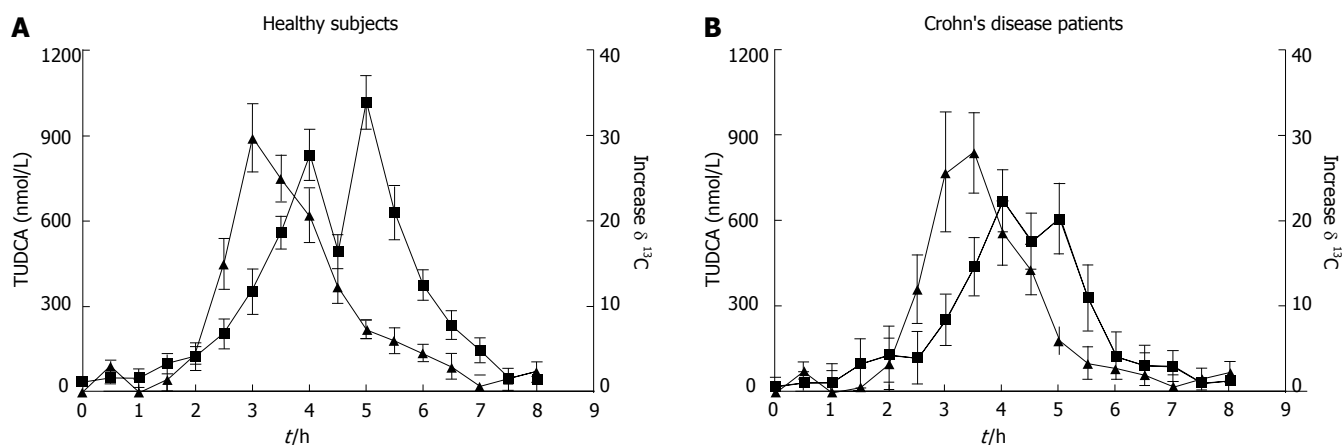 A
Healthy subjects
1200
900
600
300
0
TUDCA (nmol/L)
40
30
20
10
0
Increase δ ¹³C
0 1 2 3 4 5 6 7 8 9
t/h
B
Crohn's disease patients
1200
900
600
300
0
TUDCA (nmol/L)
40
30
20
10
0
Increase δ ¹³C
0 1 2 3 4 5 6 7 8 9
t/h